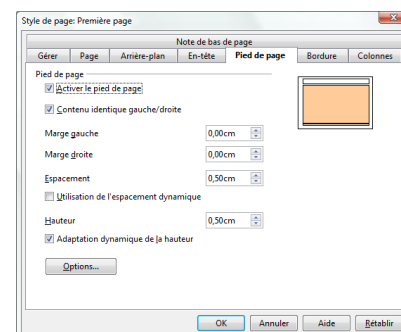 Style de page: Première page
Note de bas de page
Gérer Page Arrière-plan En-tête Pied de page Bordure Colonnes
Pied de page
Activer le pied de page
Contenu identique gauche/droite
Marge gauche 0,00cm
Marge droite 0,00cm
Espacement 0,50cm
Utilisation de l'espacement dynamique
Hauteur 0,50cm
Adaptation dynamique de la hauteur
Options...
OK Annuler Aide Rétablir